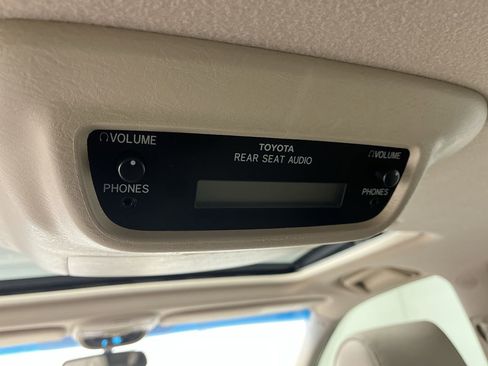 🎧VOLUME
PHONES
TOYOTA
REAR SEAT AUDIO
🎧VOLUME
PHONES